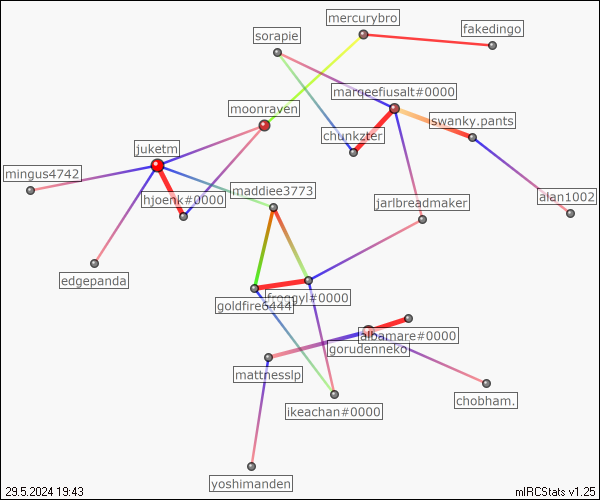 mercurybro
fakedingo
sorapie
marqeefiusalt#0000
moonraven
swanky.pants
chunkzter
juketm
mingus4742
maddiee3773
hjoenk#0000
alan1002
jarlbreadmaker
edgepanda
froggyl#0000
goldfire6444
albamare#0000
gorudenneko
mattnesslp
chobham.
ikeachan#0000
yoshimanden
29.5.2024 19:43
mIRCStats v1.25